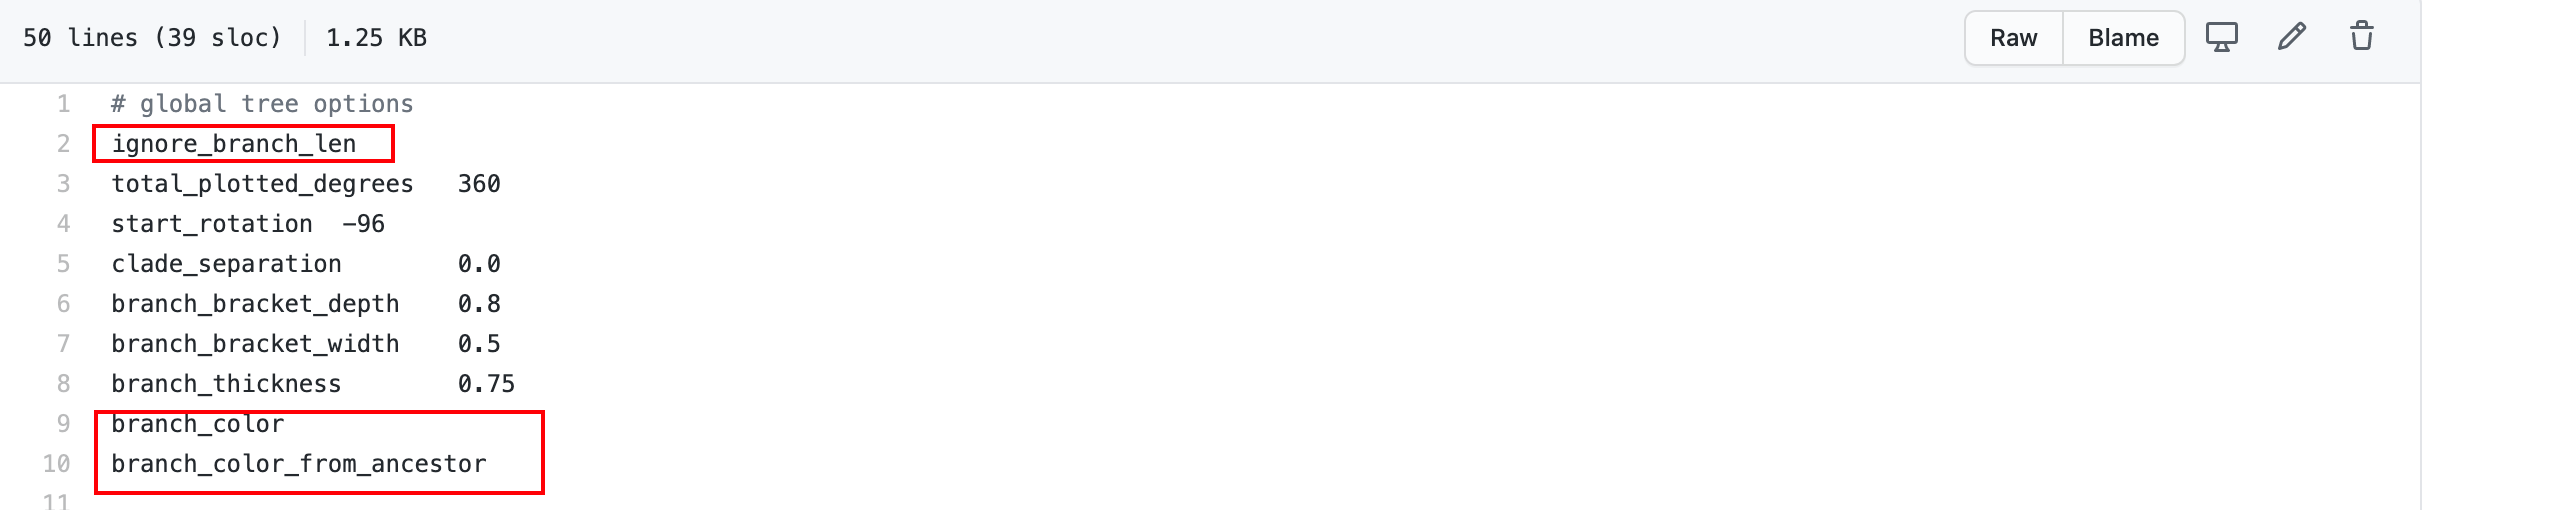 50 lines (39 sloc) 1.25 KB Raw Blame
1 # global tree options
2 ignore_branch_len
3 total_plotted_degrees 360
4 start_rotation -96
5 clade_separation 0.0
6 branch_bracket_depth 0.8
7 branch_bracket_width 0.5
8 branch_thickness 0.75
9 branch_color
10 branch_color_from_ancestor
11